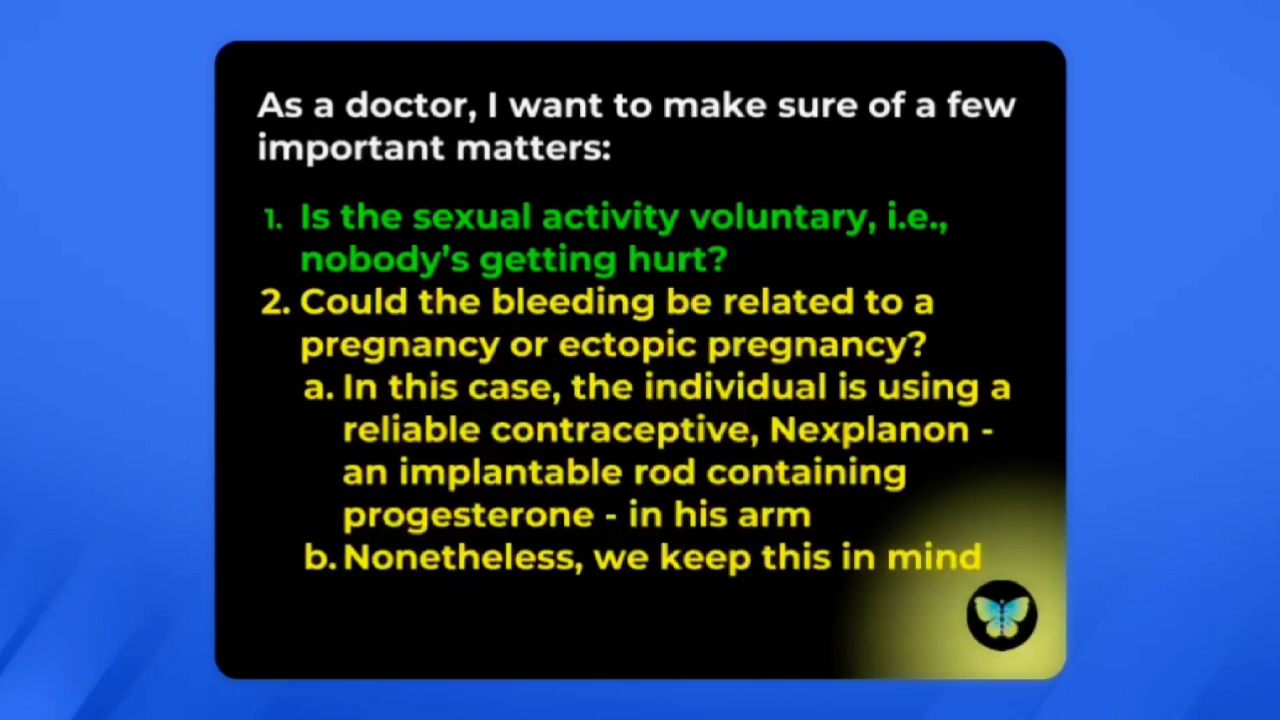 As a doctor, I want to make sure of a few
important matters:
1. Is the sexual activity voluntary, i.e.,
nobody's getting hurt?
2. Could the bleeding be related to a
pregnancy or ectopic pregnancy?
a. In this case, the individual is using a
reliable contraceptive, Nexplanon -
an implantable rod containing
progesterone - in his arm
b. Nonetheless, we keep this in mind